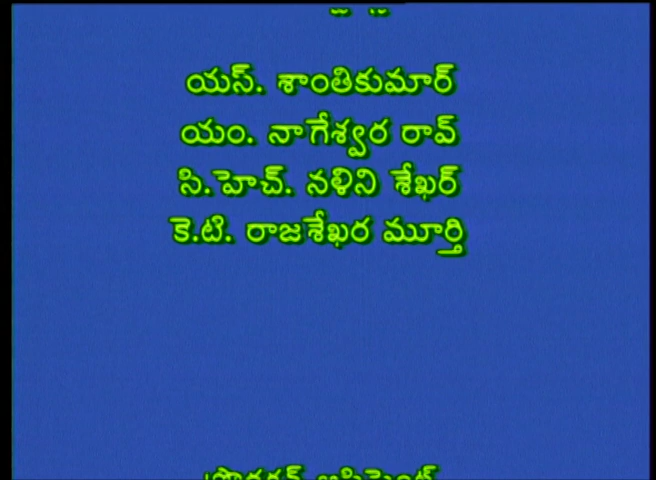 యస్. శాంతికుమార్
యం. నాగేశ్వర రావ్
సి.హెచ్. నళిని శేఖర్
కె.టి. రాజశేఖర మూర్తి